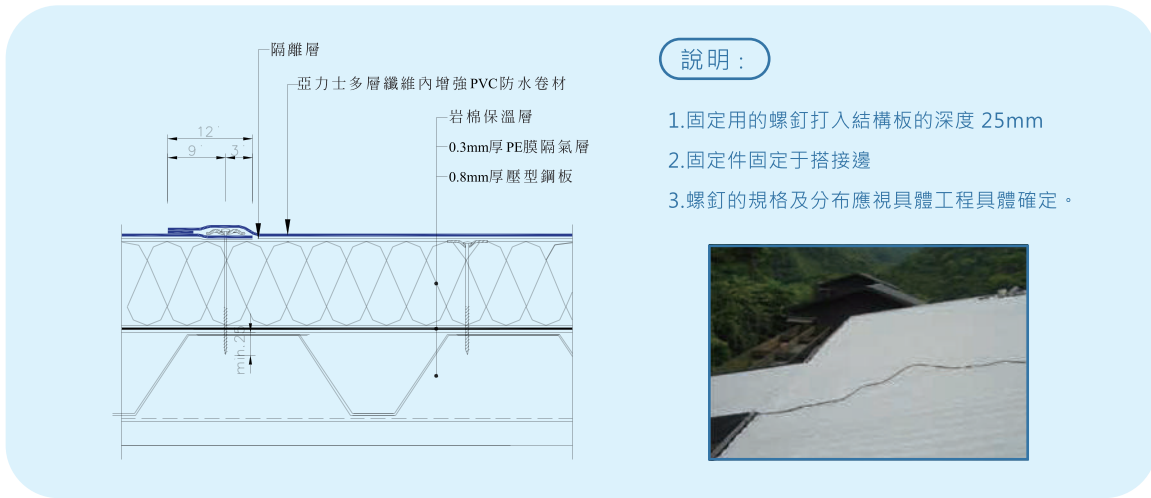 隔離層
亞力士多層纖維內增強PVC防水卷材
岩棉保溫層
0.3mm厚PE膜隔氣層
0.8mm厚壓型鋼板
12
9
3
min.25
說明：
1.固定用的螺釘打入結構板的深度 25mm
2.固定件固定于搭接邊
3.螺釘的規格及分布應視具體工程具體確定。